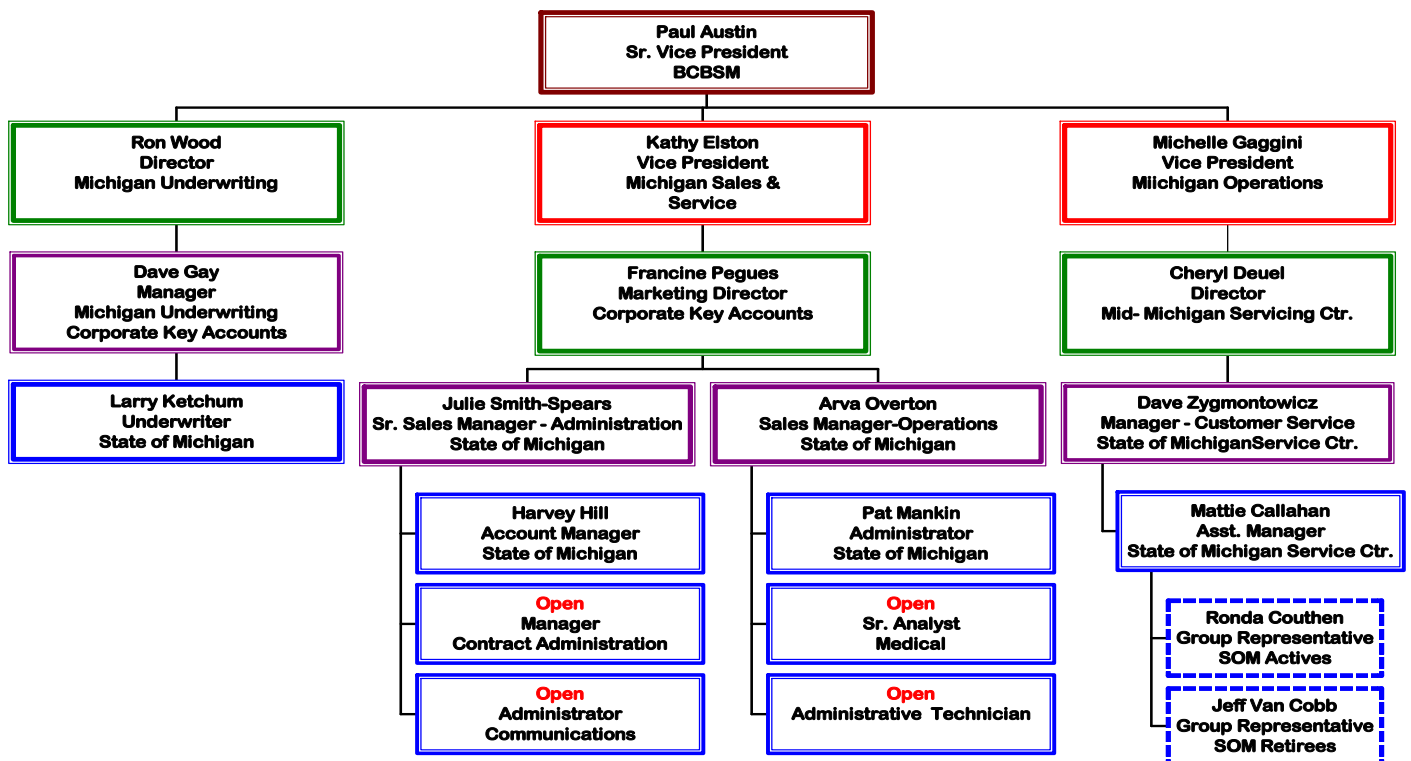 Paul Austin
Sr. Vice President
BCBSM
Ron Wood
Director
Michigan Underwriting
Kathy Elston
Vice President
Michigan Sales &
Service
Michelle Gaggini
Vice President
Miichigan Operations
Dave Gay
Manager
Michigan Underwriting
Corporate Key Accounts
Francine Pegues
Marketing Director
Corporate Key Accounts
Cheryl Deuel
Director
Mid- Michigan Servicing Ctr.
Larry Ketchum
Underwriter
State of Michigan
Julie Smith-Spears
Sr. Sales Manager - Administration
State of Michigan
Arva Overton
Sales Manager-Operations
State of Michigan
Dave Zygmontowicz
Manager - Customer Service
State of MichiganService Ctr.
Harvey Hill
Account Manager
State of Michigan
Pat Mankin
Administrator
State of Michigan
Mattie Callahan
Asst. Manager
State of Michigan Service Ctr.
Open
Manager
Contract Administration
Open
Sr. Analyst
Medical
Ronda Couthen
Group Representative
SOM Actives
Open
Administrator
Communications
Open
Administrative Technician
Jeff Van Cobb
Group Representative
SOM Retirees